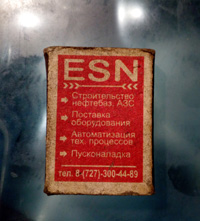 ESN
Строительство
нефтебаз, АЗС
Поставка
оборудования
Автоматизация
тех. процессов
Пусконаладка
тел. 8-(727)-300-44-89